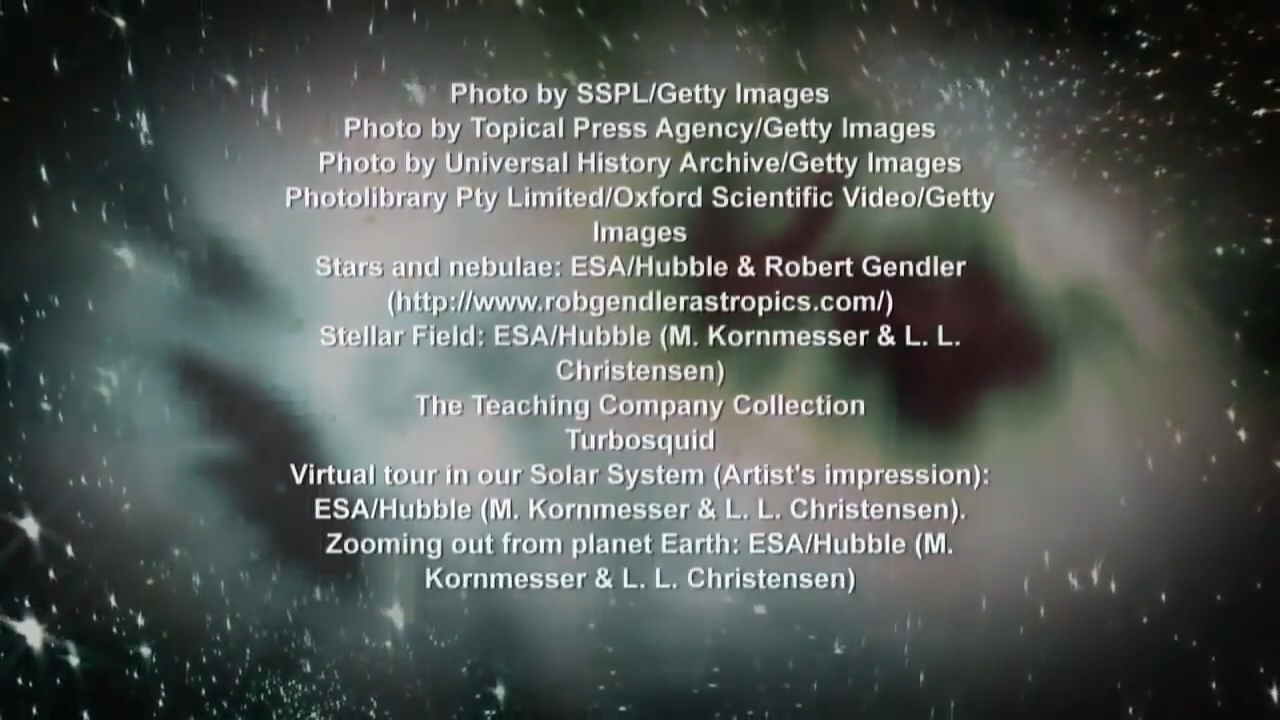 Photo by SSPL/Getty Images
Photo by Topical Press Agency/Getty Images
Photo by Universal History Archive/Getty Images
Photolibrary Pty Limited/Oxford Scientific Video/Getty
Images
Stars and nebulae: ESA/Hubble & Robert Gendler
(http://www.robgendlerastropics.com/)
Stellar Field: ESA/Hubble (M. Kornmesser & L. L.
Christensen)
The Teaching Company Collection
Turbosquid
Virtual tour in our Solar System (Artist's impression):
ESA/Hubble (M. Kornmesser & L. L. Christensen).
Zooming out from planet Earth: ESA/Hubble (M.
Kornmesser & L. L. Christensen)